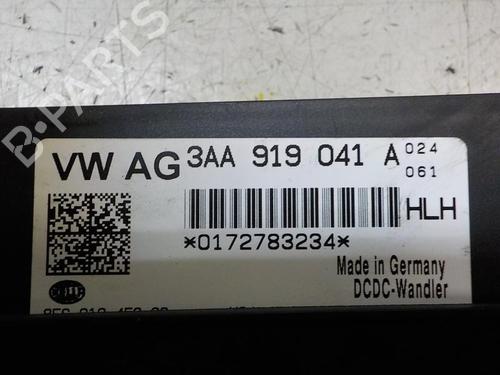 B-PARTS
VW AG 3AA 919 041 A 024
061
HLH
*0172783234*
Made in Germany
DCDC-Wandler